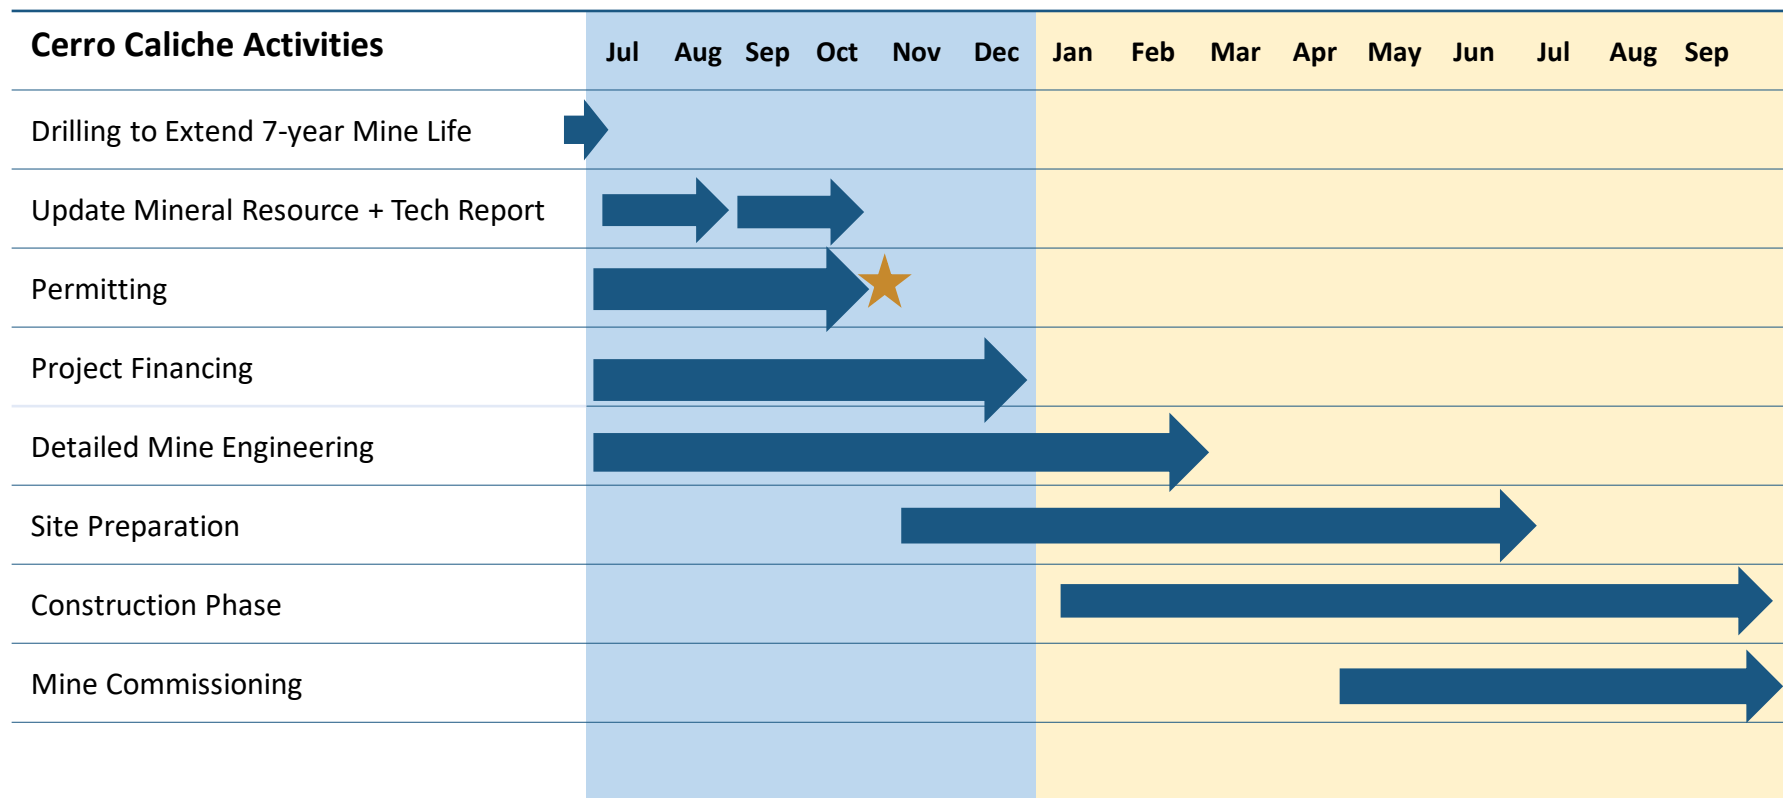 Cerro Caliche Activities Jul Aug Sep Oct Nov Dec Jan Feb Mar Apr May Jun Jul Aug Sep
Drilling to Extend 7-year Mine Life
Update Mineral Resource + Tech Report
Permitting
Project Financing
Detailed Mine Engineering
Site Preparation
Construction Phase
Mine Commissioning